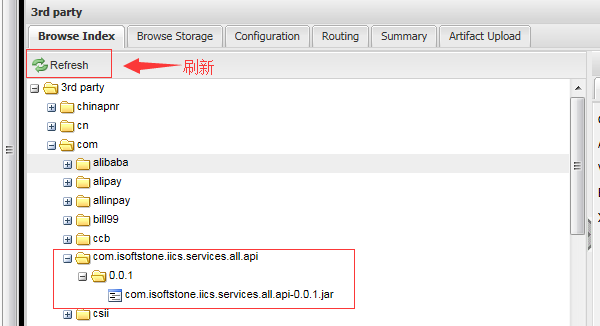 3rd party
Browse Index Browse Storage Configuration Routing Summary Artifact Upload
Refresh 刷新
3rd party
chinapnr
cn
com
alibaba
alipay
allinpay
bill99
ccb
com.isoftstone.iics.services.all.api
0.0.1
com.isoftstone.iics.services.all.api-0.0.1.jar
csii